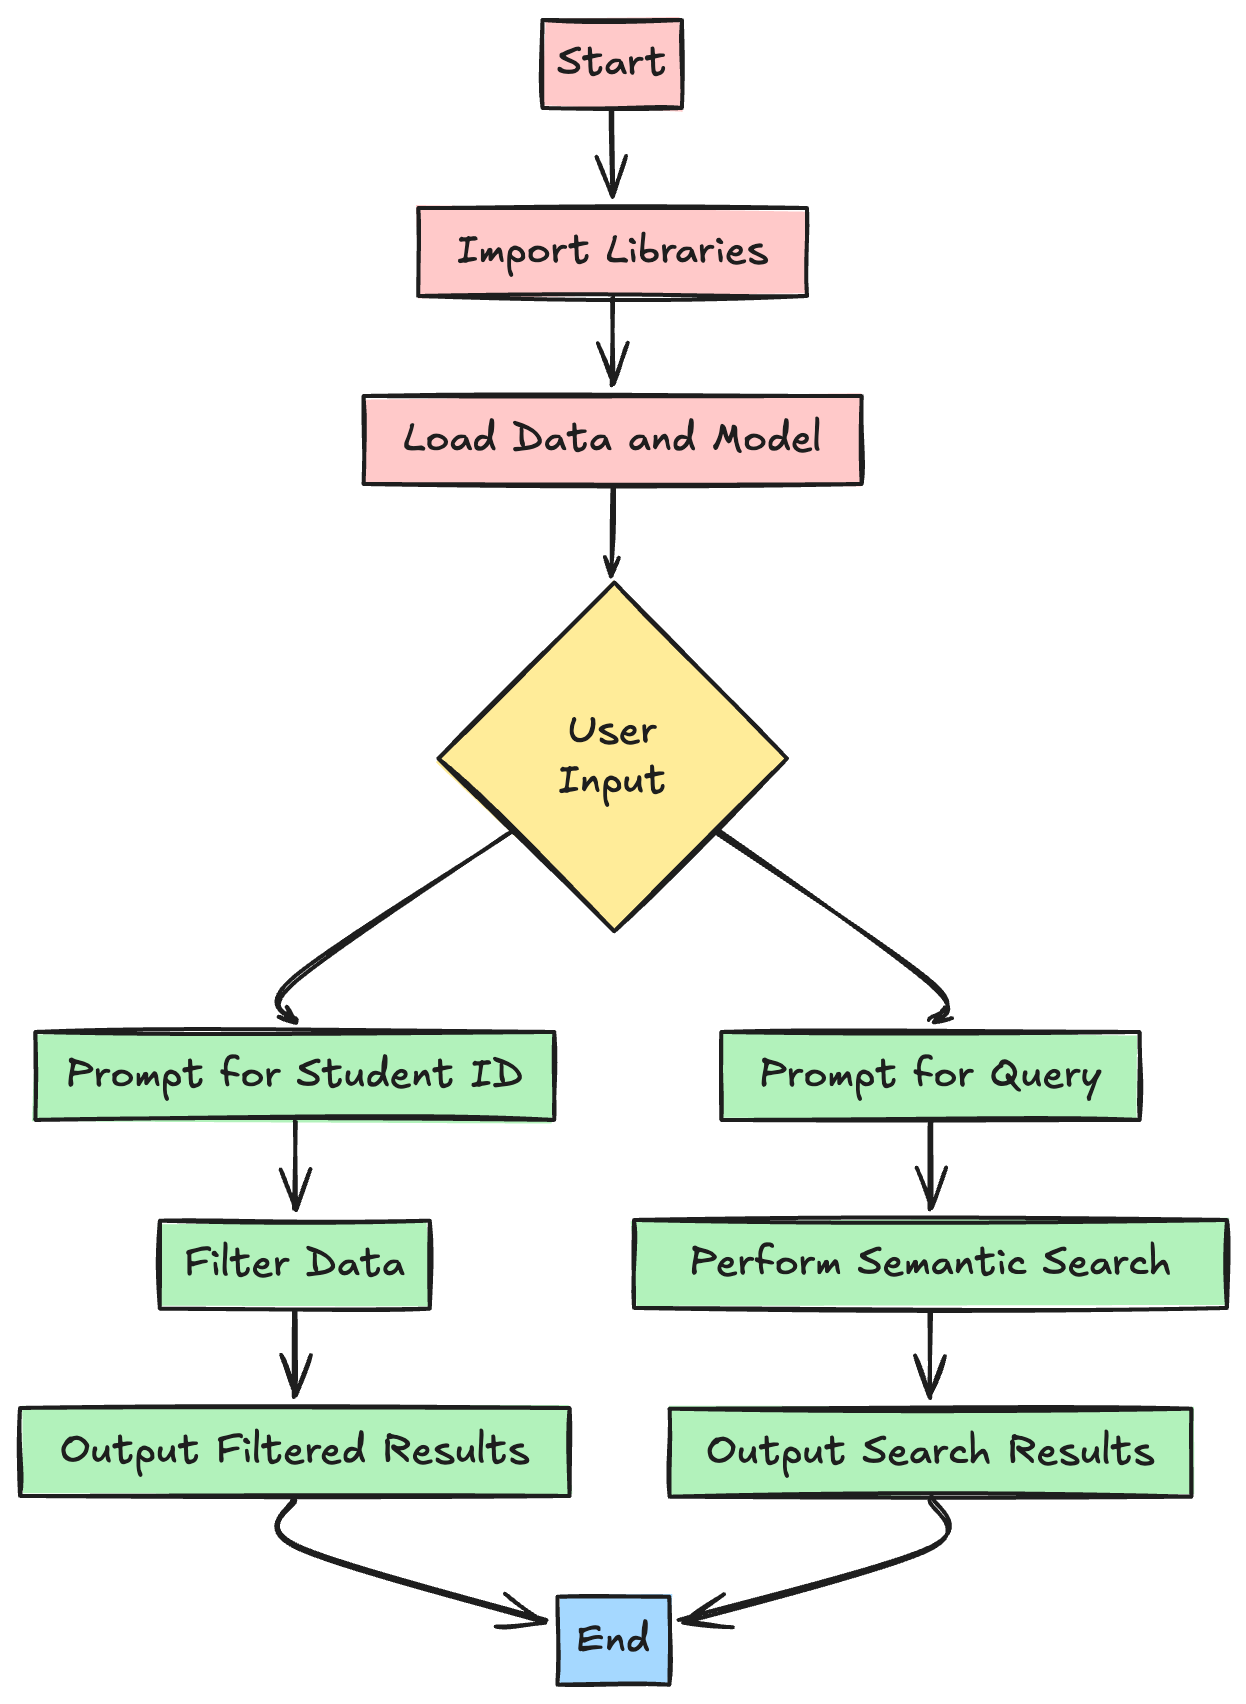 Start
Import Libraries
Load Data and Model
User
Input
Prompt for Student ID
Prompt for Query
Filter Data
Perform Semantic Search
Output Filtered Results
Output Search Results
End